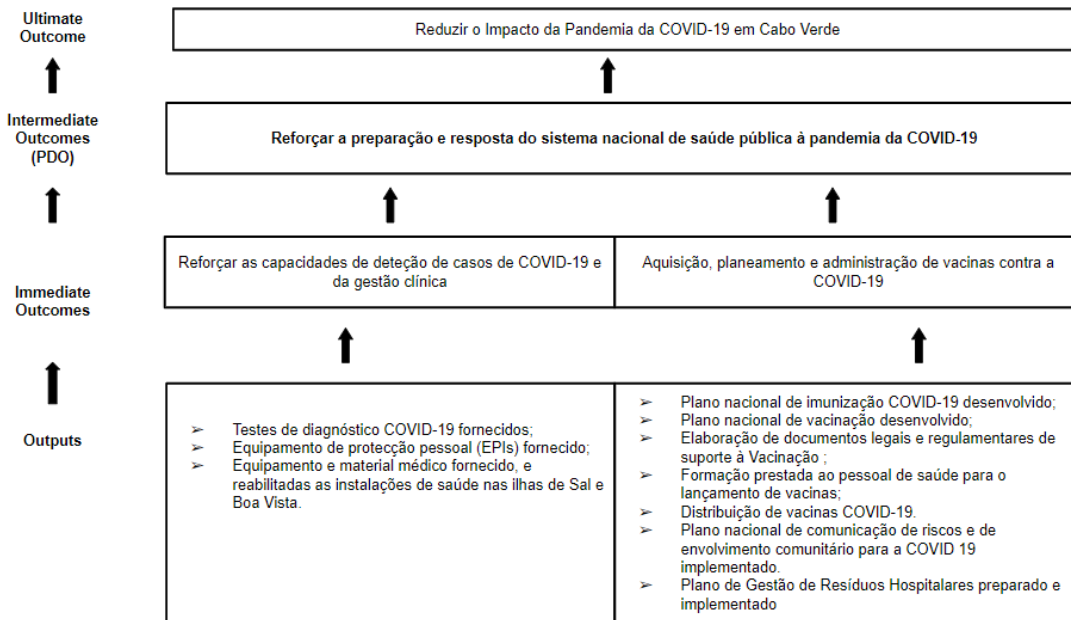 Ultimate
Outcome
Reduzir o Impacto da Pandemia da COVID-19 em Cabo Verde
Intermediate
Outcomes
(PDO)
Reforçar a preparação e resposta do sistema nacional de saúde pública à pandemia da COVID-19
Immediate
Outcomes
Reforçar as capacidades de deteção de casos de COVID-19 e
da gestão clínica
Aquisição, planeamento e administração de vacinas contra a
COVID-19
Outputs
➢ Testes de diagnóstico COVID-19 fornecidos;
➢ Equipamento de protecção pessoal (EPIs) fornecido;
➢ Equipamento e material médico fornecido, e
reabilitadas as instalações de saúde nas ilhas de Sal e
Boa Vista.
➢ Plano nacional de imunização COVID-19 desenvolvido;
➢ Plano nacional de vacinação desenvolvido;
➢ Elaboração de documentos legais e regulamentares de
suporte à Vacinação ;
➢ Formação prestada ao pessoal de saúde para o
lançamento de vacinas;
➢ Distribuição de vacinas COVID-19.
➢ Plano nacional de comunicação de riscos e de
envolvimento comunitário para a COVID 19
implementado.
➢ Plano de Gestão de Resíduos Hospitalares preparado e
implementado